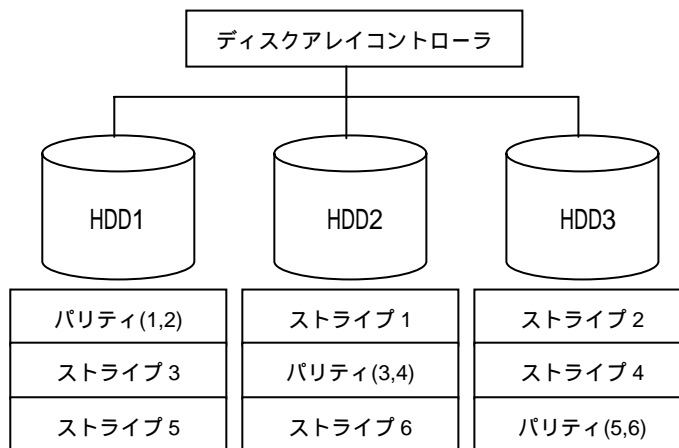 ディスクアレイコントローラ
HDD1 HDD2 HDD3
パリティ(1,2) ストライプ 1 ストライプ 2
ストライプ 3 パリティ(3,4) ストライプ 4
ストライプ 5 ストライプ 6 パリティ(5,6)